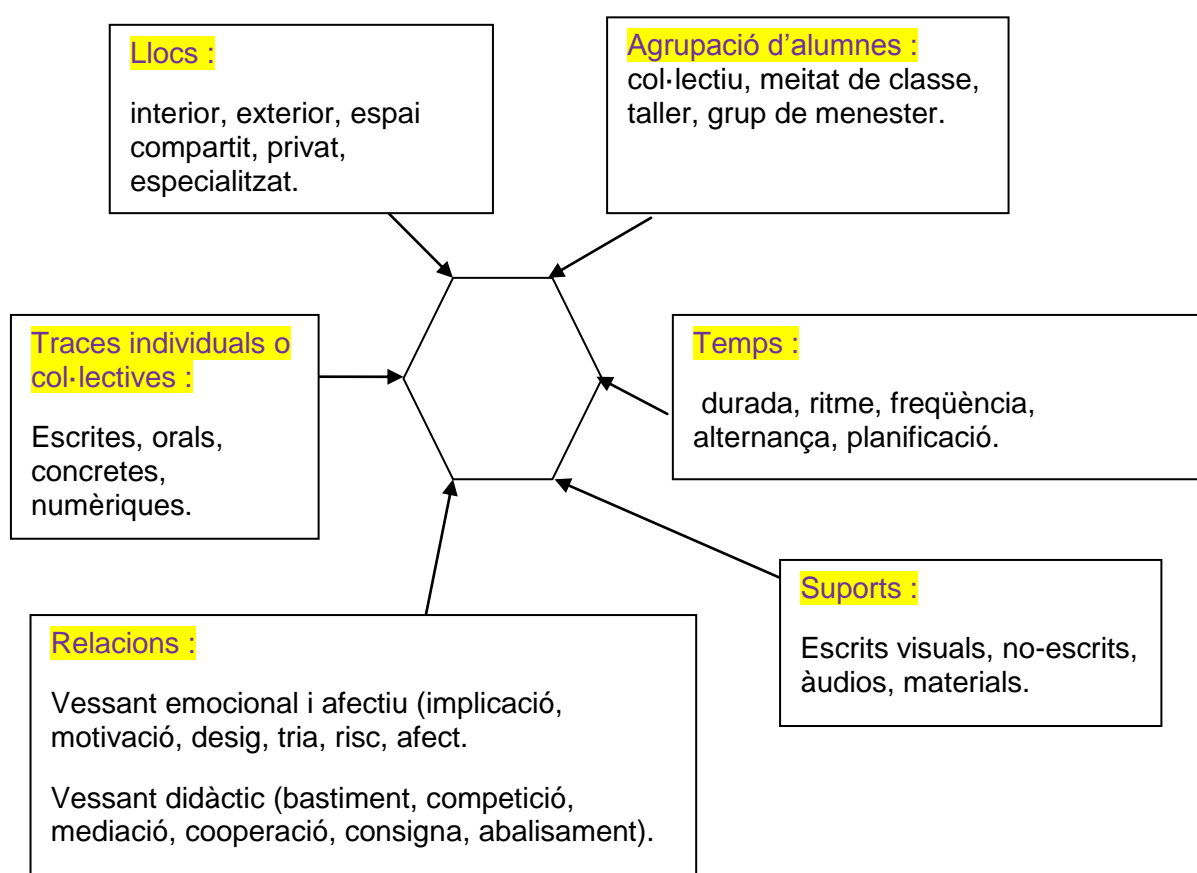 Llocs :
interior, exterior, espai
compartit, privat,
especialitzat.
Agrupació d’alumnes :
col·lectiu, meitat de classe,
taller, grup de menester.
Traces individuals o
col·lectives :
Escrites, orals,
concretes,
numèriques.
Temps :
durada, ritme, freqüència,
alternança, planificació.
Relacions :
Vessant emocional i afectiu (implicació,
motivació, desig, tria, risc, afect.
Vessant didàctic (bastiment, competició,
mediació, cooperació, consigna, abalisament).
Suports :
Escrits visuals, no-escrits,
àudios, materials.